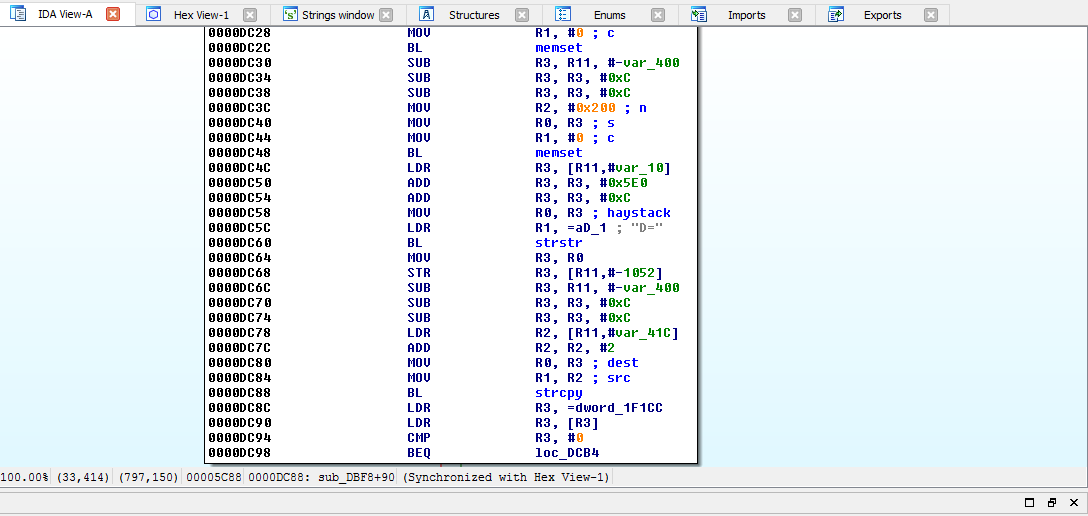 IDA View-A Hex View-1 Strings window Structures Enums Imports Exports
0000DC28 MOV R1, #0 ; c
0000DC2C BL memset
0000DC30 SUB R3, R11, #-var_400
0000DC34 SUB R3, R3, #0xC
0000DC38 SUB R3, R3, #0xC
0000DC3C MOV R2, #0x200 ; n
0000DC40 MOV R0, R3 ; s
0000DC44 MOV R1, #0 ; c
0000DC48 BL memset
0000DC4C LDR R3, [R11,#var_10]
0000DC50 ADD R3, R3, #0x5E0
0000DC54 ADD R3, R3, #0xC
0000DC58 MOV R0, R3 ; haystack
0000DC5C LDR R1, =aD_1 ; "D="
0000DC60 BL strstr
0000DC64 MOV R3, R0
0000DC68 STR R3, [R11,#-1052]
0000DC6C SUB R3, R11, #-var_400
0000DC70 SUB R3, R3, #0xC
0000DC74 SUB R3, R3, #0xC
0000DC78 LDR R2, [R11,#var_41C]
0000DC7C ADD R2, R2, #2
0000DC80 MOV R0, R3 ; dest
0000DC84 MOV R1, R2 ; src
0000DC88 BL strcpy
0000DC8C LDR R3, =dword_1F1CC
0000DC90 LDR R3, [R3]
0000DC94 CMP R3, #0
0000DC98 BEQ loc_DCB4
100.00% (33,414) (797,150) 00005C88 0000DC88: sub_DBF8+90 (Synchronized with Hex View-1)